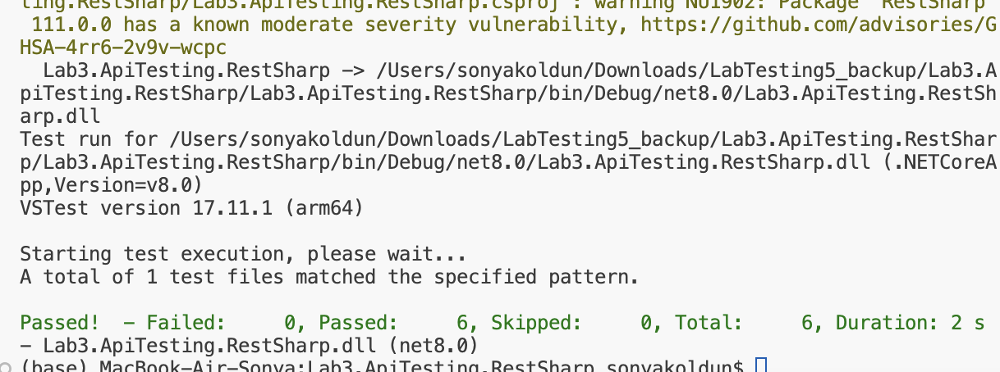 ting.RestSharp/Lab3.ApiTesting.RestSharp.csproj : warning NU1902: Package 'RestSharp'
111.0.0 has a known moderate severity vulnerability, https://github.com/advisories/G
HSA-4rr6-2v9v-wcpc
Lab3.ApiTesting.RestSharp -> /Users/sonyakoldun/Downloads/LabTesting5_backup/Lab3.A
piTesting.RestSharp/Lab3.ApiTesting.RestSharp/bin/Debug/net8.0/Lab3.ApiTesting.RestSh
arp.dll
Test run for /Users/sonyakoldun/Downloads/LabTesting5_backup/Lab3.ApiTesting.RestShar
p/Lab3.ApiTesting.RestSharp/bin/Debug/net8.0/Lab3.ApiTesting.RestSharp.dll (.NETCoreA
pp,Version=v8.0)
VSTest version 17.11.1 (arm64)
Starting test execution, please wait...
A total of 1 test files matched the specified pattern.
Passed!  - Failed:     0, Passed:     6, Skipped:     0, Total:     6, Duration: 2 s
- Lab3.ApiTesting.RestSharp.dll (net8.0)
(base) MacBook-Air-Sonya:Lab3.ApiTesting.RestSharp sonyakoldun$